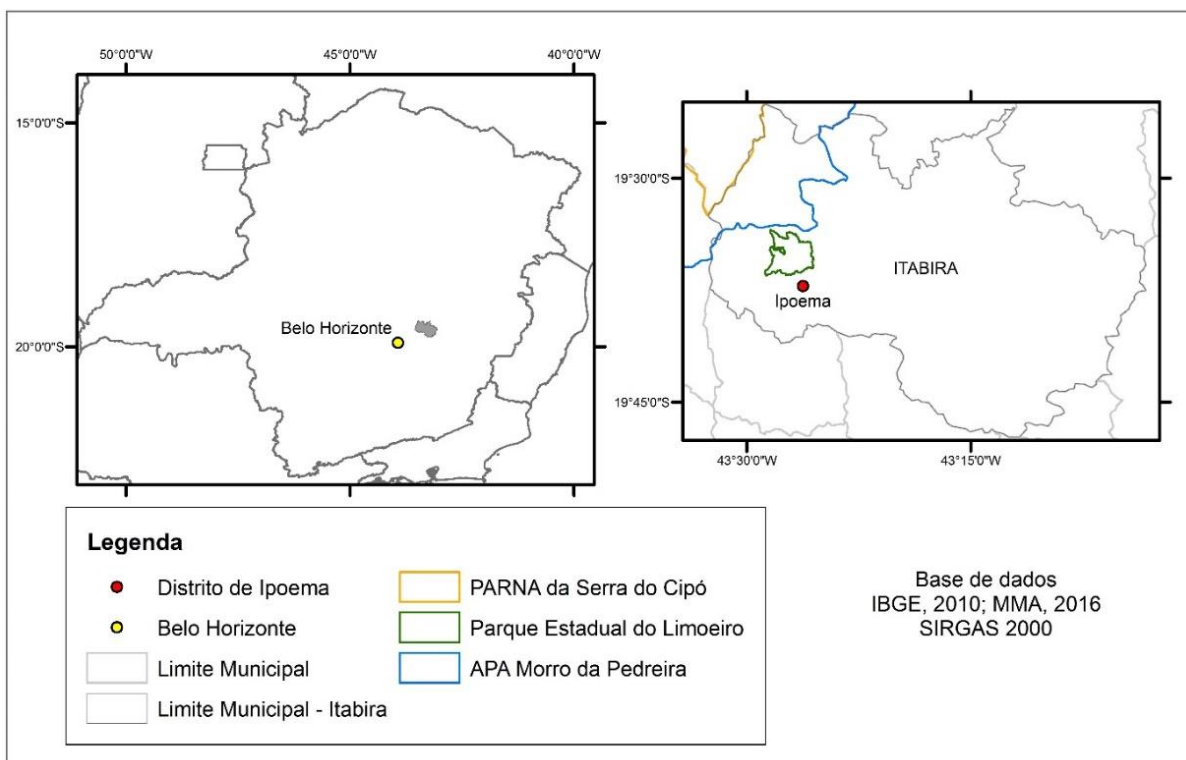 50°0'0"W
45°0'0"W
40°0'0"W
15°0'0"S
20°0'0"S
Belo Horizonte
19°30'0"S
19°45'0"S
ITABIRA
Ipoema
43°30'0"W
43°15'0"W
Legenda
Distrito de Ipoema
Belo Horizonte
Limite Municipal
Limite Municipal - Itabira
PARNA da Serra do Cipó
Parque Estadual do Limoeiro
APA Morro da Pedreira
Base de dados
IBGE, 2010; MMA, 2016
SIRGAS 2000